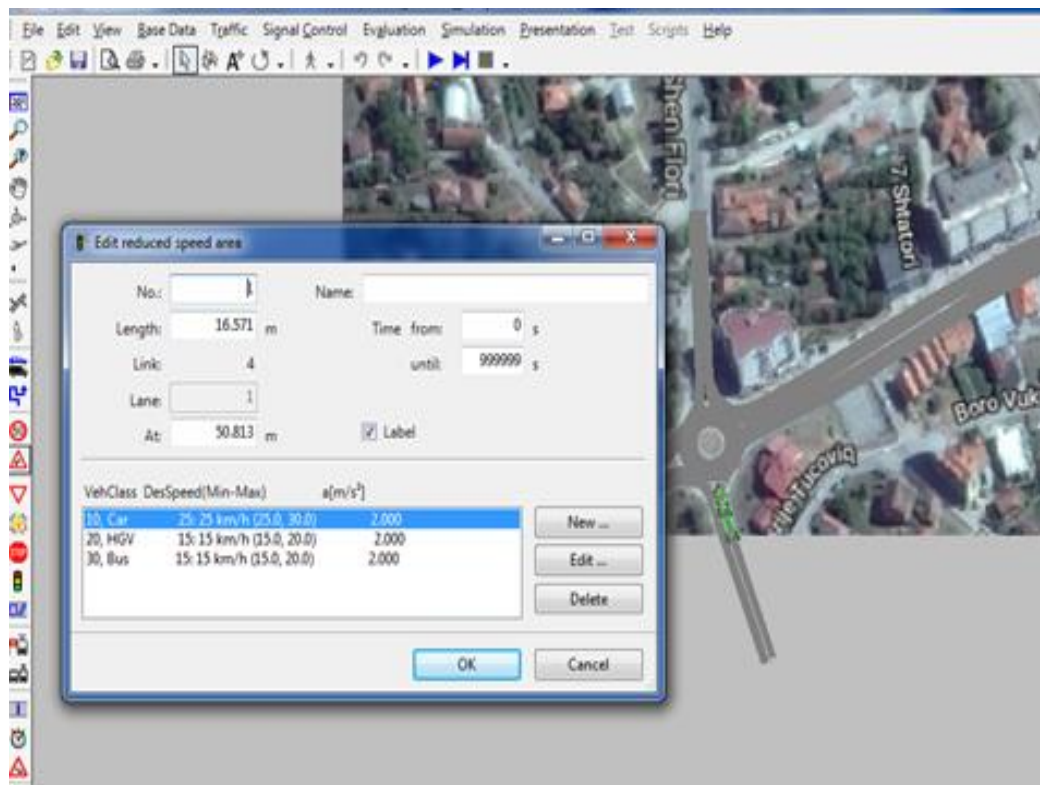 File Edit View Base Data Traffic Signal Control Evaluation Simulation Presentation Test Scripts Help
Edit reduced speed area
No.: Name:
Length: 16.571 m Time from: 0 s
Link: 4 until: 999999 s
Lane: 1
At: 50.813 m Label
VehClass DesSpeed(Min-Max) a[m/s²]
10, Car 25: 25 km/h (25.0, 30.0) 2.000
20, HGV 15: 15 km/h (15.0, 20.0) 2.000
30, Bus 15: 15 km/h (15.0, 20.0) 2.000
New ...
Edit ...
Delete
OK Cancel
Shen Flori
7 Shtatori
Boro Vuk
Tucoviq
STOP